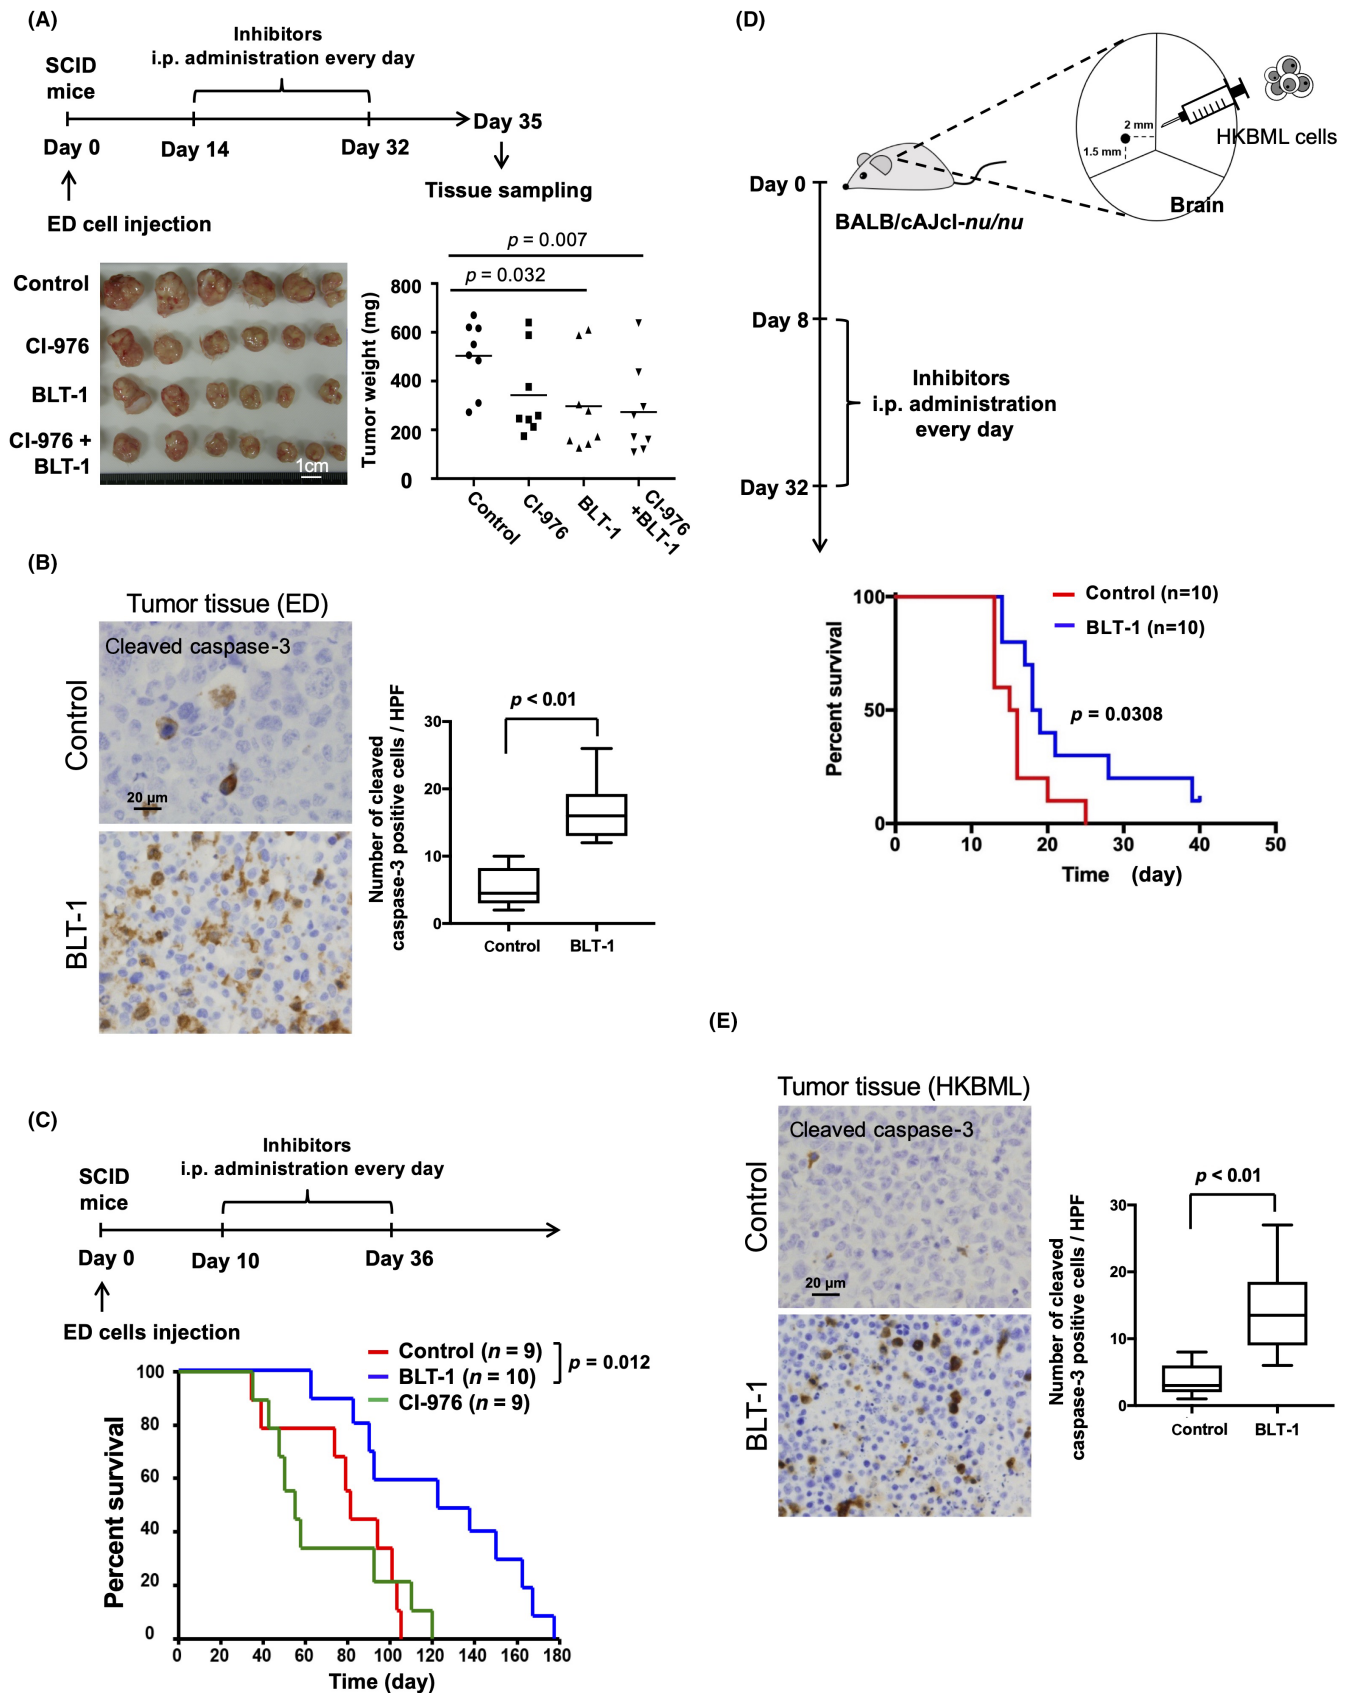 (A)
Inhibitors
i.p. administration every day
SCID
mice
Day 0
Day 14
Day 32
Day 35
Tissue sampling
ED cell injection
Control
CI-976
BLT-1
CI-976 +
BLT-1
1cm
p = 0.007
p = 0.032
Tumor weight (mg)
800
600
400
200
0
Control
CI-976
BLT-1
CI-976
+BLT-1
(B)
Tumor tissue (ED)
Cleaved caspase-3
Control
20 µm
BLT-1
Number of cleaved
caspase-3 positive cells / HPF
p < 0.01
30
20
10
0
Control
BLT-1
(C)
Inhibitors
i.p. administration every day
SCID
mice
Day 0
Day 10
Day 36
ED cells injection
Control (n = 9)
BLT-1 (n = 10)
CI-976 (n = 9)
p = 0.012
Percent survival
100
80
60
40
20
0
0 20 40 60 80 100 120 140 160 180
Time (day)
(D)
2 mm
1.5 mm
HKBML cells
Brain
BALB/cAJcl-nu/nu
Day 0
Day 8
Inhibitors
i.p. administration
every day
Day 32
Control (n=10)
BLT-1 (n=10)
p = 0.0308
Percent survival
100
50
0
0 10 20 30 40 50
Time (day)
(E)
Tumor tissue (HKBML)
Cleaved caspase-3
Control
20 µm
BLT-1
Number of cleaved
caspase-3 positive cells / HPF
p < 0.01
30
20
10
0
Control
BLT-1